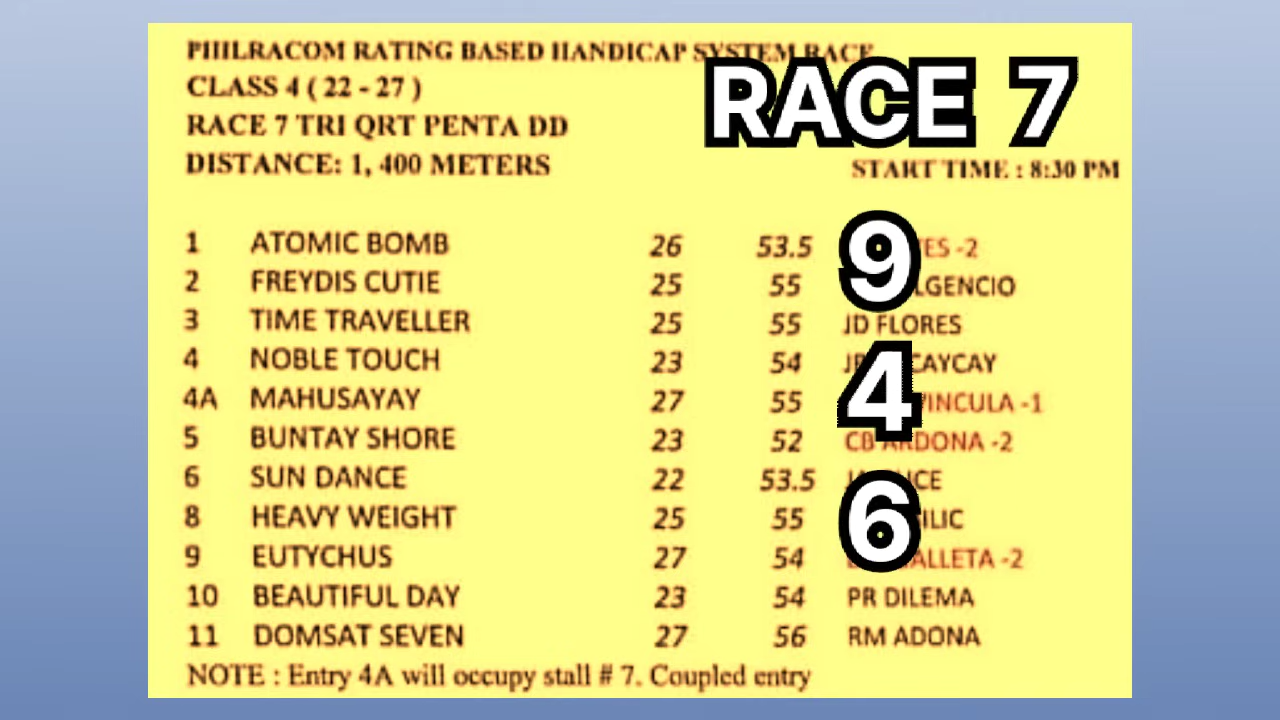 PHILRACOM RATING BASED HANDICAP SYSTEM RACE
CLASS 4 ( 22 - 27 )
RACE 7
RACE 7 TRI QRT PENTA DD
DISTANCE: 1, 400 METERS
START TIME : 8:30 PM
1 ATOMIC BOMB 26 53.5 -2
2 FREYDIS CUTIE 25 55
3 TIME TRAVELLER 25 55 JD FLORES
4 NOBLE TOUCH 23 54
4A MAHUSAYAY 27 55 -1
5 BUNTAY SHORE 23 52 CB ARDONA -2
6 SUN DANCE 22 53.5
8 HEAVY WEIGHT 25 55
9 EUTYCHUS 27 54 -2
10 BEAUTIFUL DAY 23 54 PR DILEMA
11 DOMSAT SEVEN 27 56 RM ADONA
NOTE : Entry 4A will occupy stall # 7. Coupled entry
9
4
6